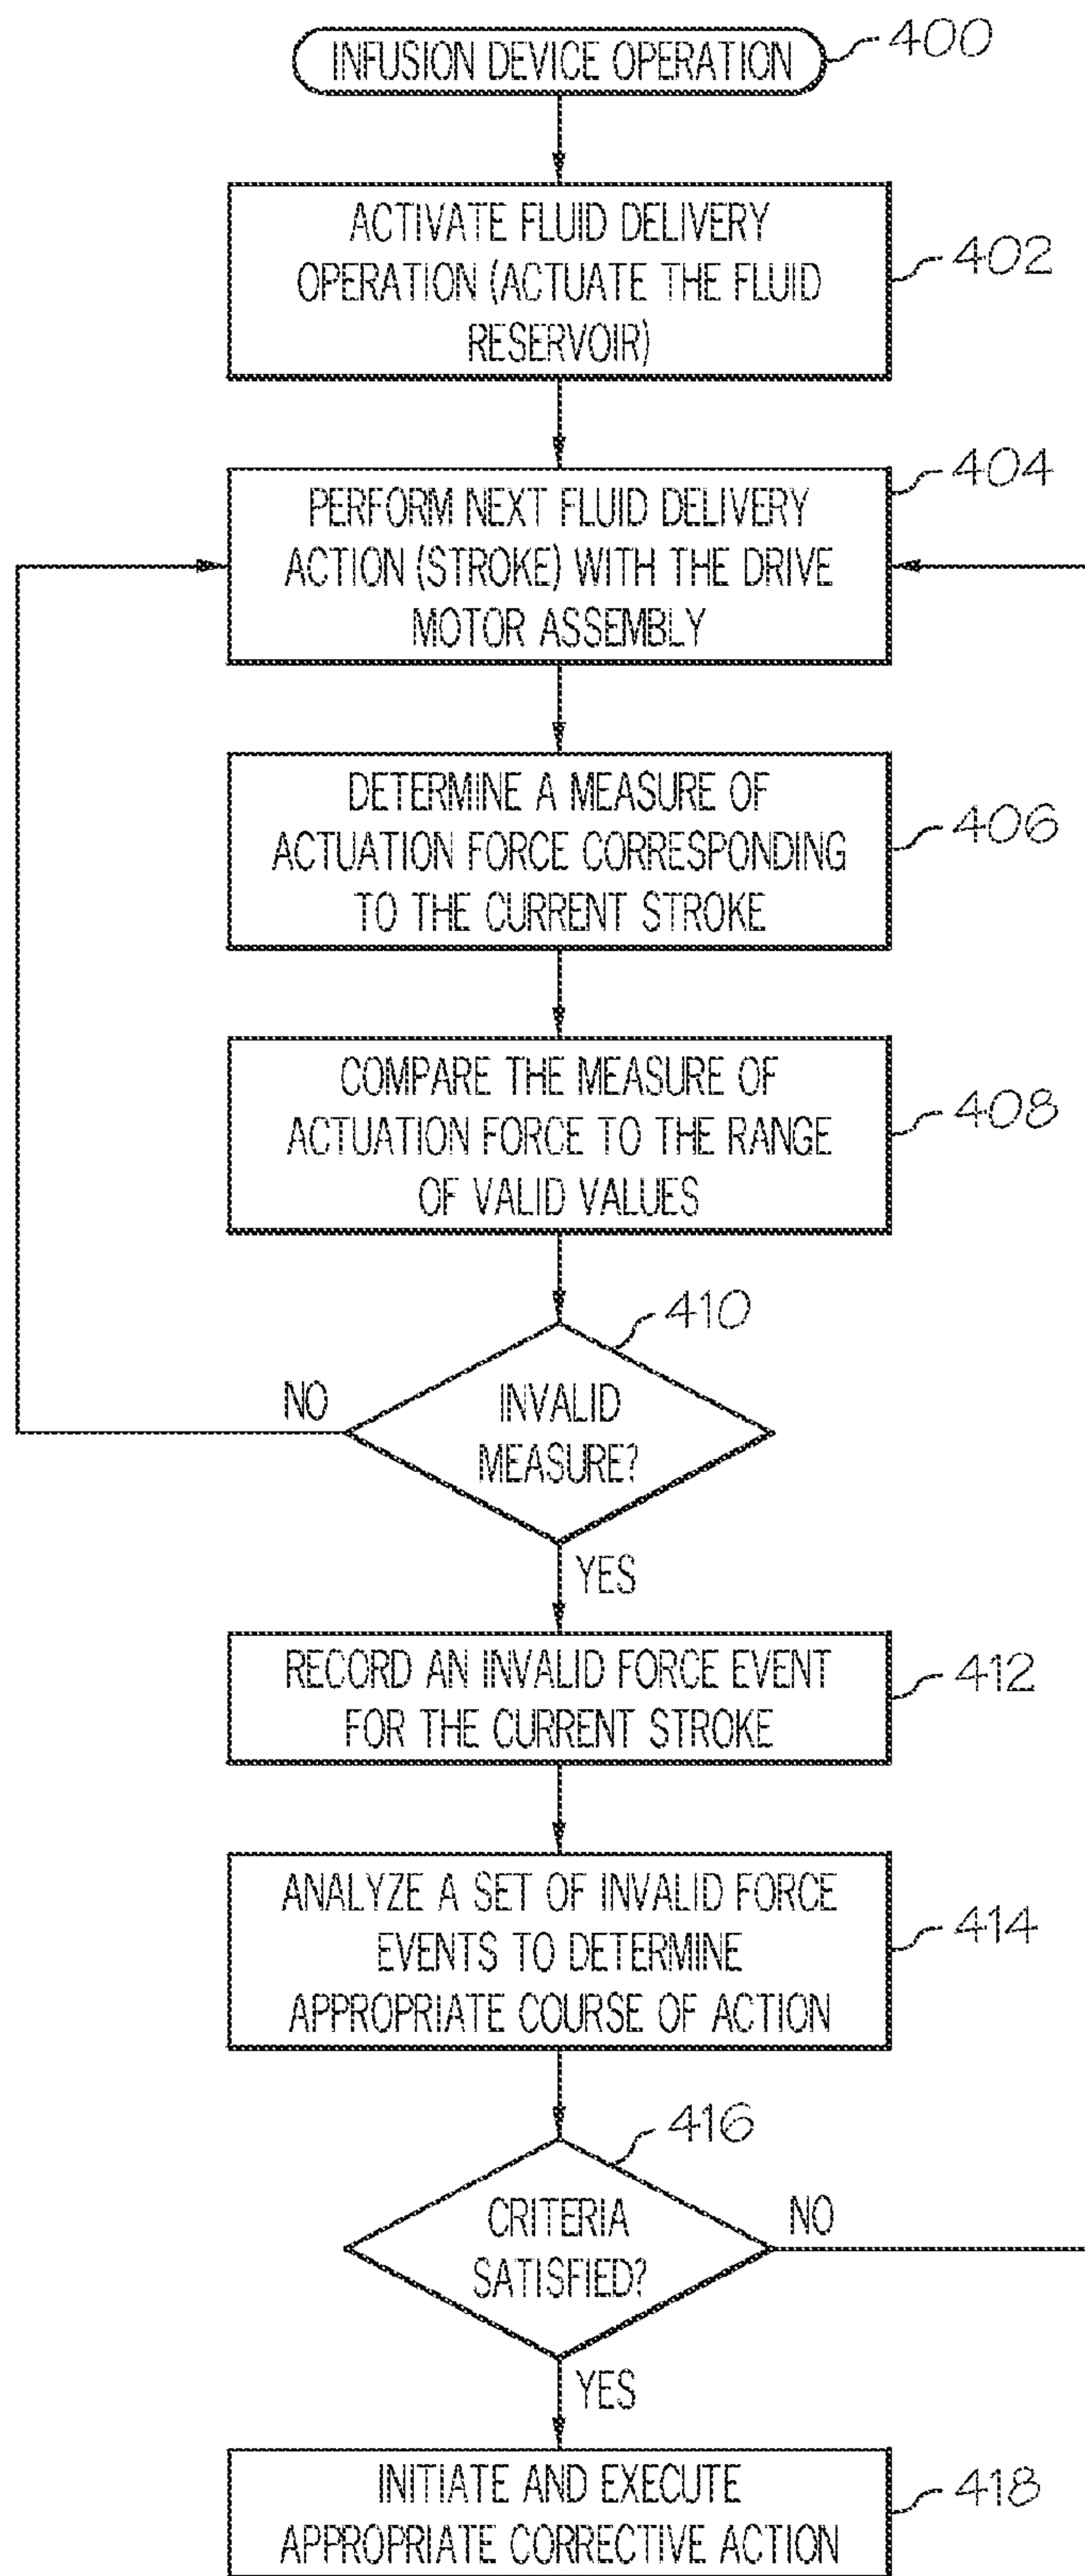 INFUSION DEVICE OPERATION
400
ACTIVATE FLUID DELIVERY
OPERATION (ACTUATE THE FLUID
RESERVOIR)
402
PERFORM NEXT FLUID DELIVERY
ACTION (STROKE) WITH THE DRIVE
MOTOR ASSEMBLY
404
DETERMINE A MEASURE OF
ACTUATION FORCE CORRESPONDING
TO THE CURRENT STROKE
406
COMPARE THE MEASURE OF
ACTUATION FORCE TO THE RANGE
OF VALID VALUES
408
410
NO
INVALID
MEASURE?
YES
RECORD AN INVALID FORCE EVENT
FOR THE CURRENT STROKE
412
ANALYZE A SET OF INVALID FORCE
EVENTS TO DETERMINE
APPROPRIATE COURSE OF ACTION
414
416
CRITERIA
SATISFIED?
NO
YES
INITIATE AND EXECUTE
APPROPRIATE CORRECTIVE ACTION
418